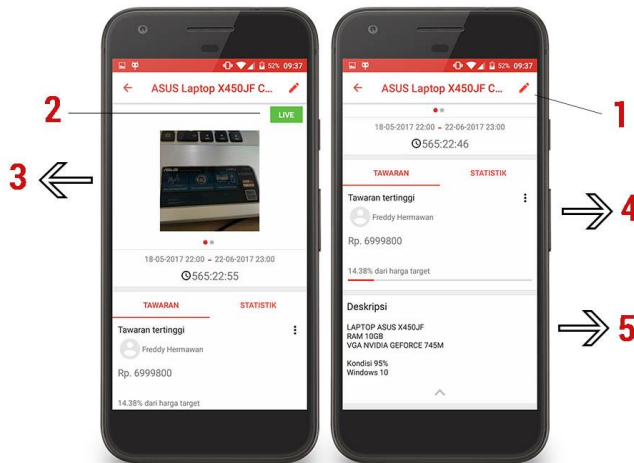 52% 09:37
ASUS Laptop X450JF C...
LIVE
2
3
18-05-2017 22:00 - 22-06-2017 23:00
565:22:55
TAWARAN STATISTIK
Tawaran tertinggi
Freddy Hermawan
Rp. 6999800
14.38% dari harga target
52% 09:37
ASUS Laptop X450JF C...
1
18-05-2017 22:00 - 22-06-2017 23:00
565:22:46
TAWARAN STATISTIK
Tawaran tertinggi
Freddy Hermawan
4
Rp. 6999800
14.38% dari harga target
Deskripsi
5
LAPTOP ASUS X450JF
RAM 10GB
VGA NVIDIA GEFORCE 745M
Kondisi 95%
Windows 10